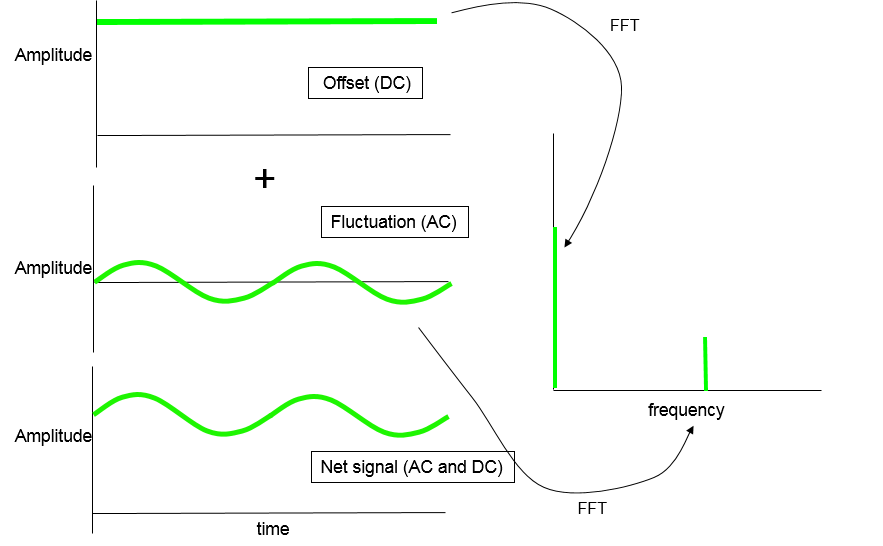 FFT
Amplitude
Offset (DC)
+
Fluctuation (AC)
Amplitude
frequency
Amplitude
Net signal (AC and DC)
FFT
time